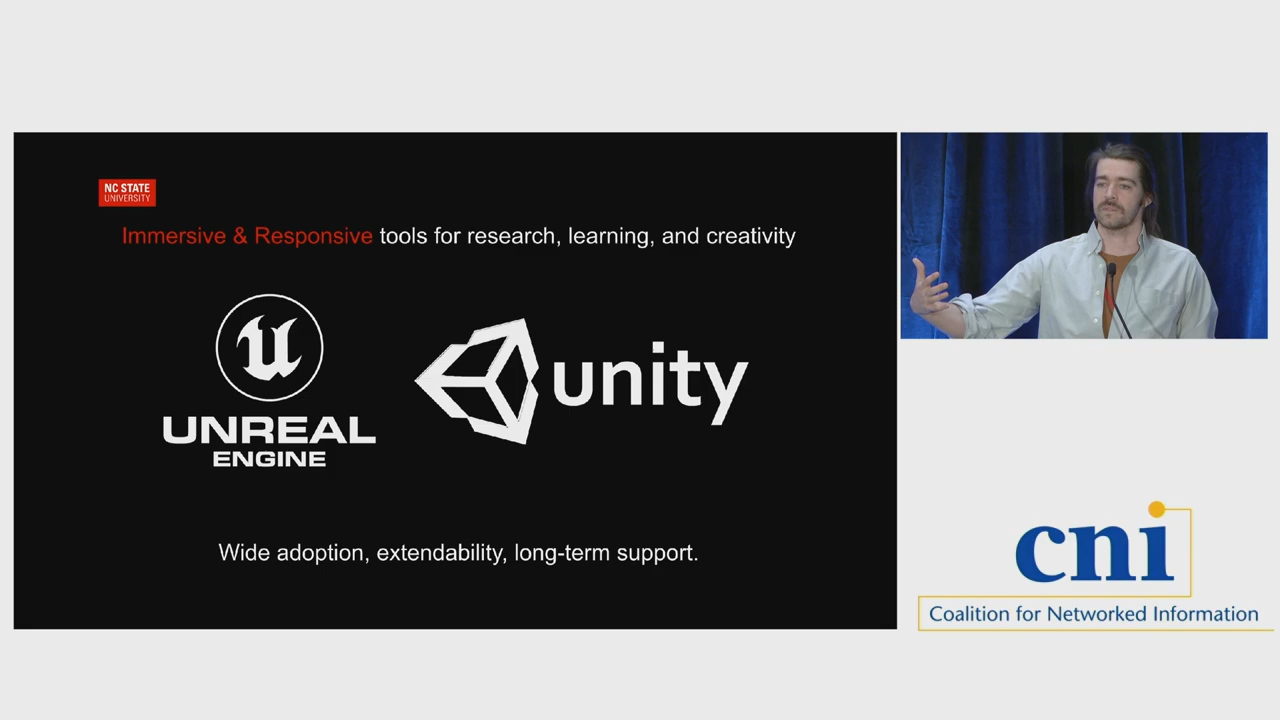 NC STATE
UNIVERSITY
Immersive & Responsive tools for research, learning, and creativity
UNREAL
ENGINE
unity
Wide adoption, extendability, long-term support.
cni
Coalition for Networked Information